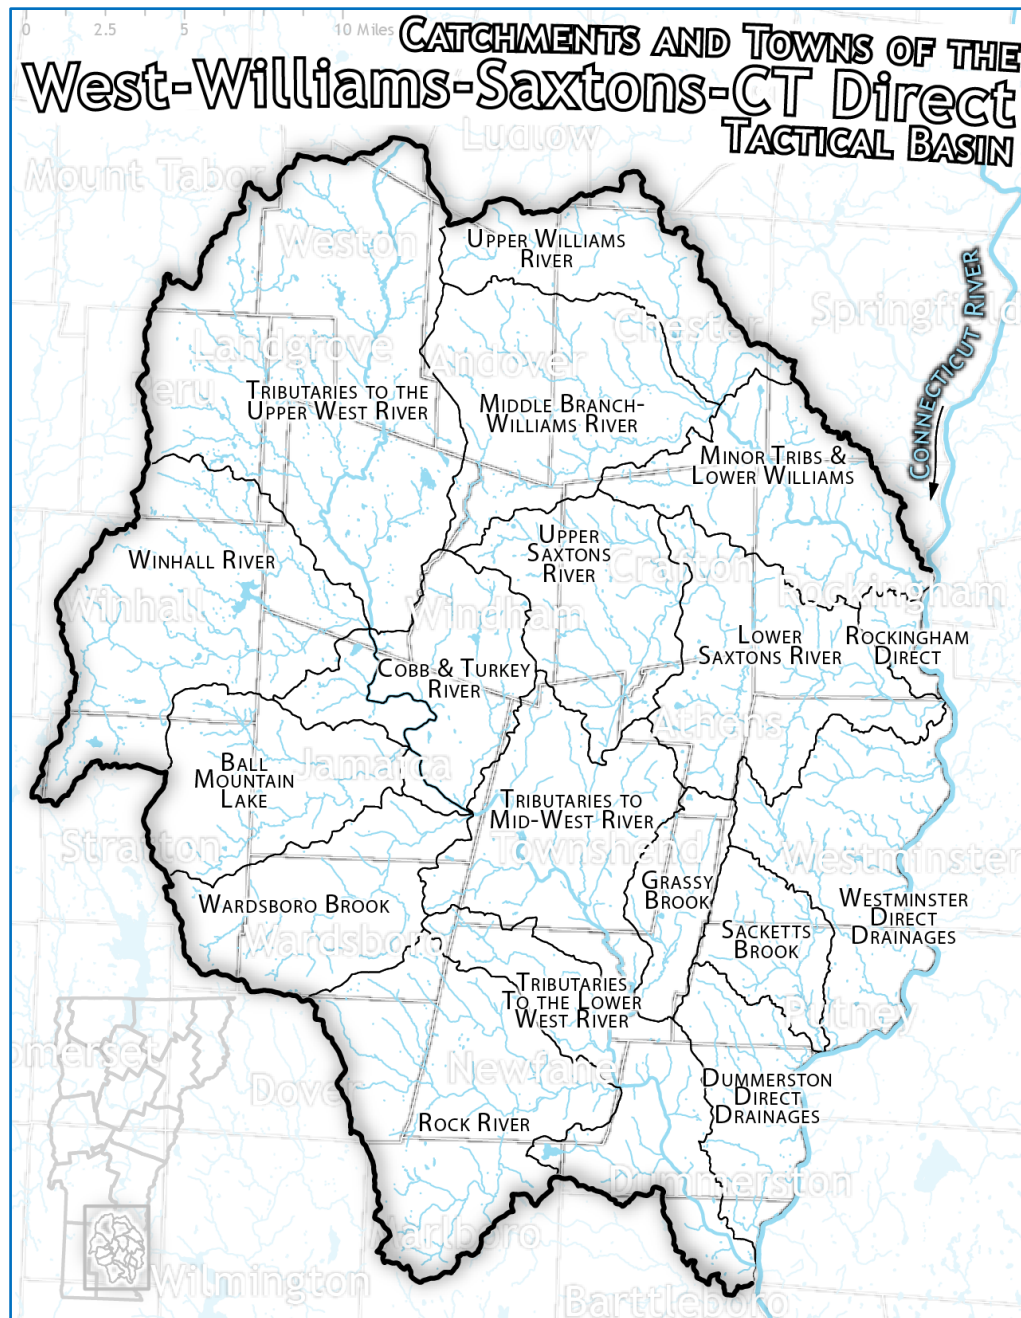 0 2.5 5 10 Miles
CATCHMENTS AND TOWNS OF THE
West-Williams-Saxtons-CT Direct
TACTICAL BASIN
Ludlow
Mount Tabor
Weston
UPPER WILLIAMS
RIVER
CONNECTICUT RIVER
Springfield
Chester
Landgrove
Andover
Peru
TRIBUTARIES TO THE
UPPER WEST RIVER
MIDDLE BRANCH-
WILLIAMS RIVER
MINOR TRIBS &
LOWER WILLIAMS
UPPER
SAXTONS
RIVER
WINHALL RIVER
Grafton
Rockingham
Winhall
Windham
LOWER
SAXTONS RIVER
ROCKINGHAM
DIRECT
COBB & TURKEY
RIVER
Athens
BALL
MOUNTAIN
LAKE
Jamaica
TRIBUTARIES TO
MID-WEST RIVER
Stratton
Townshend
Westminster
GRASSY
BROOK
WARDSBORO BROOK
WESTMINSTER
DIRECT
DRAINAGES
SACKETTS
BROOK
Wardsboro
TRIBUTARIES
TO THE LOWER
WEST RIVER
Putney
omerset
Newfane
Dover
DUMMERSTON
DIRECT
DRAINAGES
ROCK RIVER
Dummerston
Marlboro
Wilmington
Barttleboro